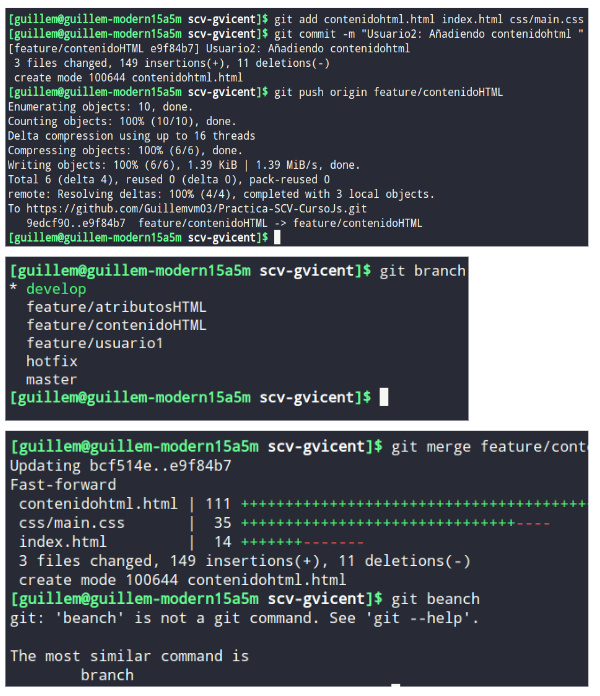 [guillem@guillem-modern15a5m scv-gvicent]$ git add contenidohtml.html index.html css/main.css
[guillem@guillem-modern15a5m scv-gvicent]$ git commit -m "Usuario2: Añadiendo contenidohtml "
[feature/contenidoHTML e9f84b7] Usuario2: Añadiendo contenidohtml
 3 files changed, 149 insertions(+), 11 deletions(-)
 create mode 100644 contenidohtml.html
[guillem@guillem-modern15a5m scv-gvicent]$ git push origin feature/contenidoHTML
Enumerating objects: 10, done.
Counting objects: 100% (10/10), done.
Delta compression using up to 16 threads
Compressing objects: 100% (6/6), done.
Writing objects: 100% (6/6), 1.39 KiB | 1.39 MiB/s, done.
Total 6 (delta 4), reused 0 (delta 0), pack-reused 0
remote: Resolving deltas: 100% (4/4), completed with 3 local objects.
To https://github.com/Guillemvm03/Practica-SCV-CursoJs.git
   9edcf90..e9f84b7  feature/contenidoHTML -> feature/contenidoHTML
[guillem@guillem-modern15a5m scv-gvicent]$
[guillem@guillem-modern15a5m scv-gvicent]$ git branch
* develop
  feature/atributosHTML
  feature/contenidoHTML
  feature/usuario1
  hotfix
  master
[guillem@guillem-modern15a5m scv-gvicent]$
[guillem@guillem-modern15a5m scv-gvicent]$ git merge feature/cont
Updating bcf514e..e9f84b7
Fast-forward
 contenidohtml.html | 111 +++++++++++++++++++++++++++++++++++++++
 css/main.css       |  35 +++++++++++++++++++++++++++++++----
 index.html         |  14 +++++++-------
 3 files changed, 149 insertions(+), 11 deletions(-)
 create mode 100644 contenidohtml.html
[guillem@guillem-modern15a5m scv-gvicent]$ git beanch
git: 'beanch' is not a git command. See 'git --help'.
The most similar command is
        branch